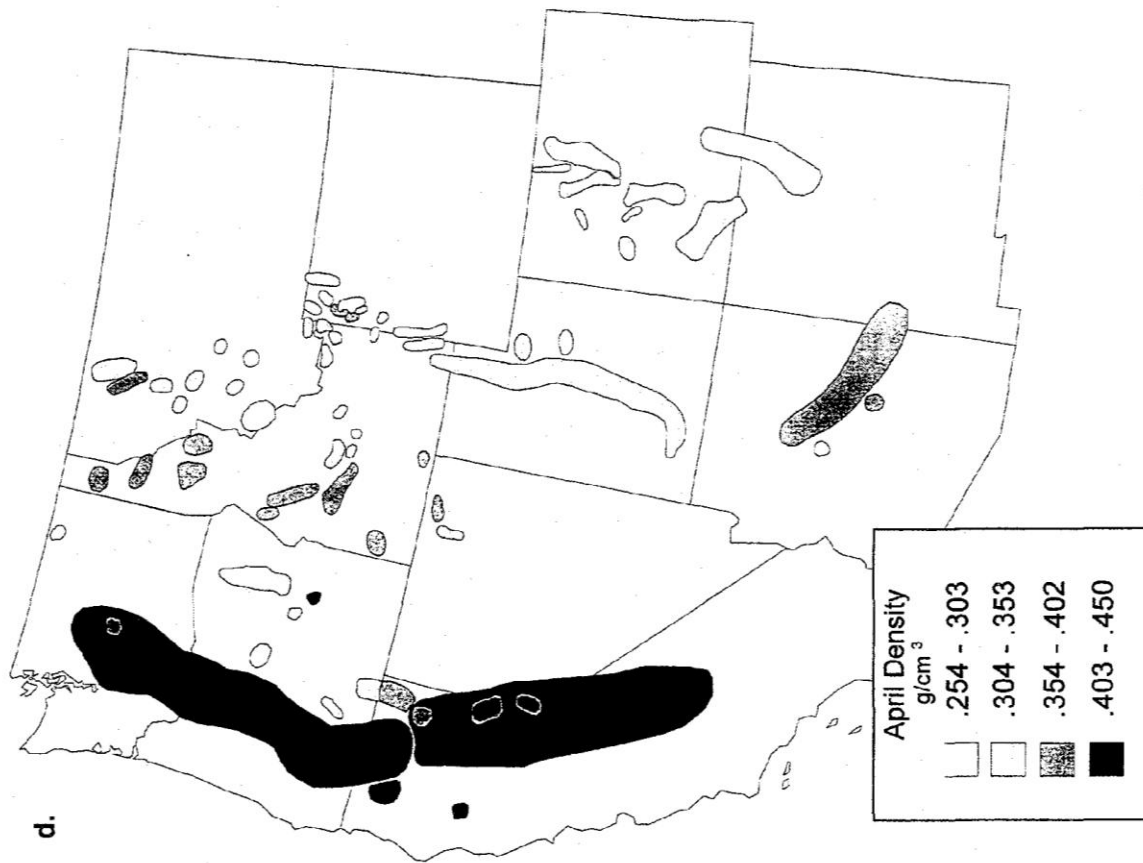 d.
April Density
g/cm³
.254 - .303
.304 - .353
.354 - .402
.403 - .450